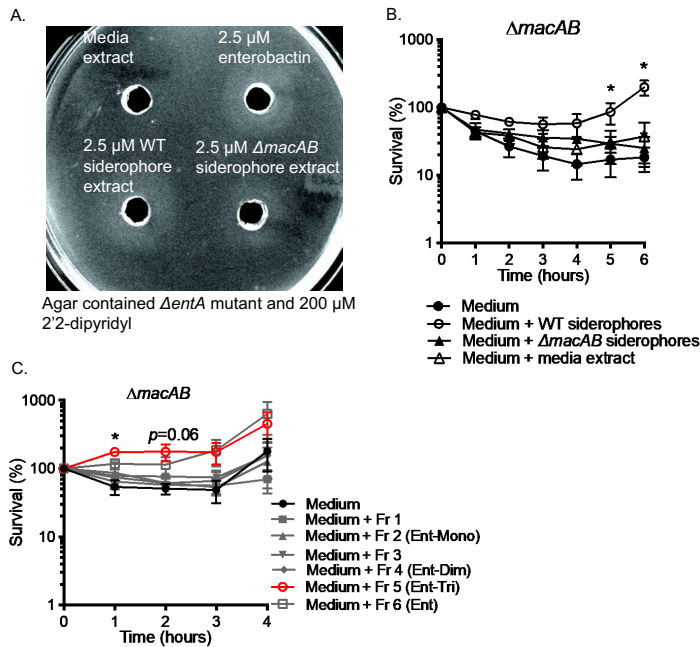 A.
Media
extract
2.5 µM
enterobactin
2.5 µM WT
siderophore
extract
2.5 µM ΔmacAB
siderophore extract
Agar contained ΔentA mutant and 200 µM
2'2-dipyridyl
B.
ΔmacAB
1000
100
10
1
Survival (%)
*
*
0 1 2 3 4 5 6
Time (hours)
Medium
Medium + WT siderophores
Medium + ΔmacAB siderophores
Medium + media extract
C.
ΔmacAB
1000
100
10
1
Survival (%)
*
p=0.06
0 1 2 3 4
Time (hours)
Medium
Medium + Fr 1
Medium + Fr 2 (Ent-Mono)
Medium + Fr 3
Medium + Fr 4 (Ent-Dim)
Medium + Fr 5 (Ent-Tri)
Medium + Fr 6 (Ent)